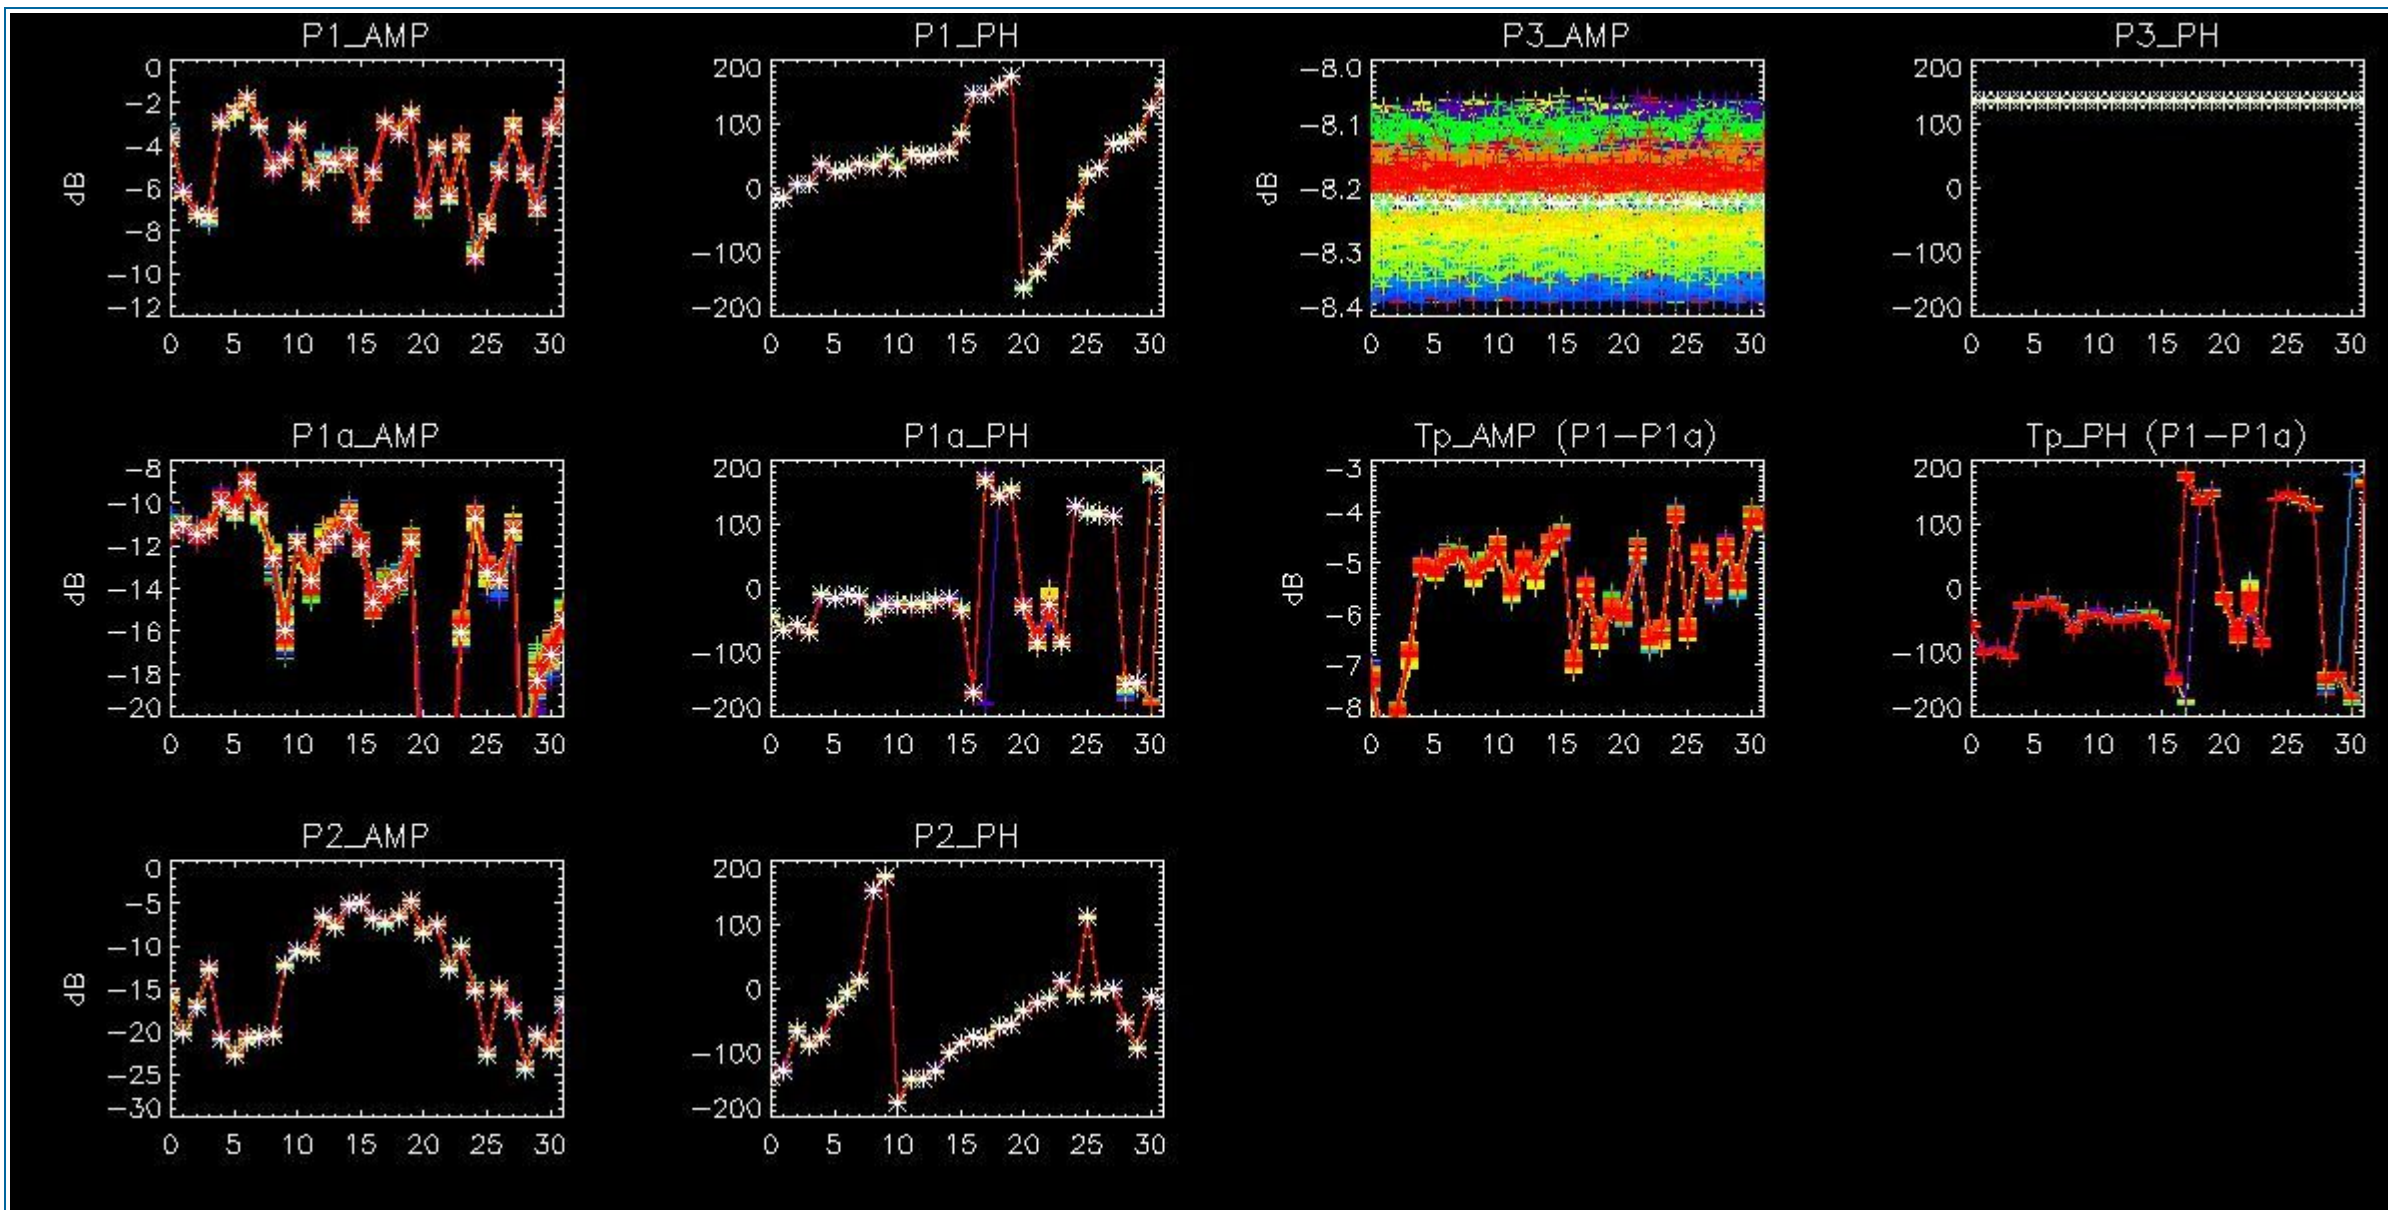 P1_AMP P1_PH P3_AMP P3_PH
0 200 -8.0 200
-2 100 -8.1 100
-4 0 -8.2 0
-6 -100 -8.3 -100
-8 -200 -8.4 -200
-10
-12
dB dB
0 5 10 15 20 25 30 0 5 10 15 20 25 30 0 5 10 15 20 25 30 0 5 10 15 20 25 30
P1a_AMP P1a_PH Tp_AMP (P1-P1a) Tp_PH (P1-P1a)
-8 200 -3 200
-10 100 -4 100
-12 0 -5 0
-14 -100 -6 -100
-16 -200 -7 -200
-18 -8
-20
dB dB
0 5 10 15 20 25 30 0 5 10 15 20 25 30 0 5 10 15 20 25 30 0 5 10 15 20 25 30
P2_AMP P2_PH
0 200
-5 100
-10 0
-15 -100
-20 -200
-25
-30
dB
0 5 10 15 20 25 30 0 5 10 15 20 25 30